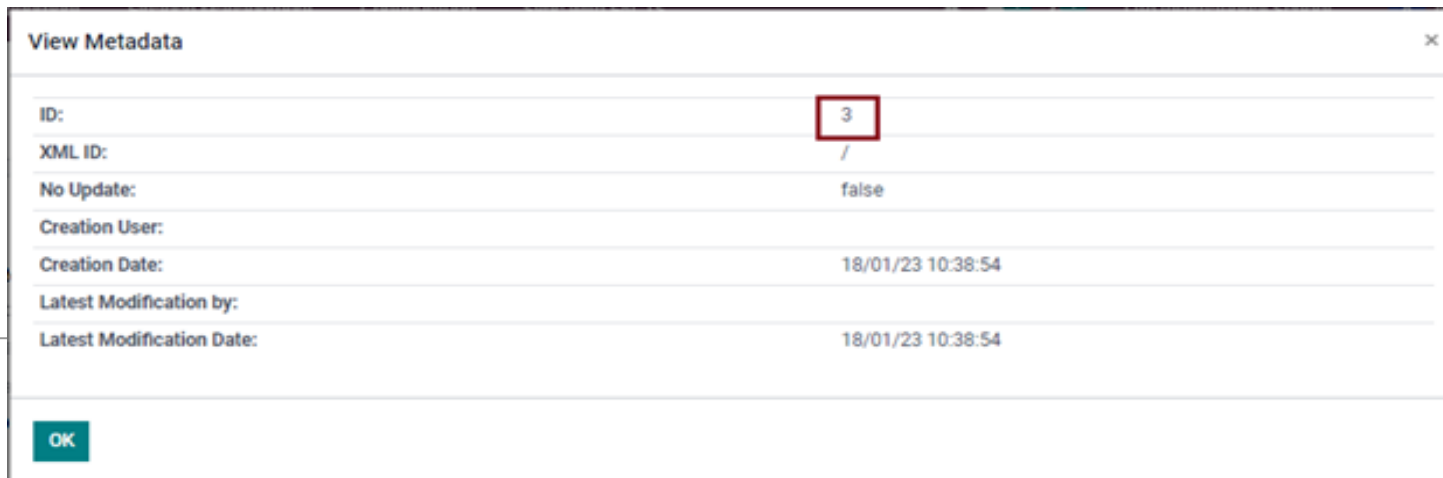 View Metadata ×
ID: 3
XML ID: /
No Update: false
Creation User:
Creation Date: 18/01/23 10:38:54
Latest Modification by:
Latest Modification Date: 18/01/23 10:38:54
OK